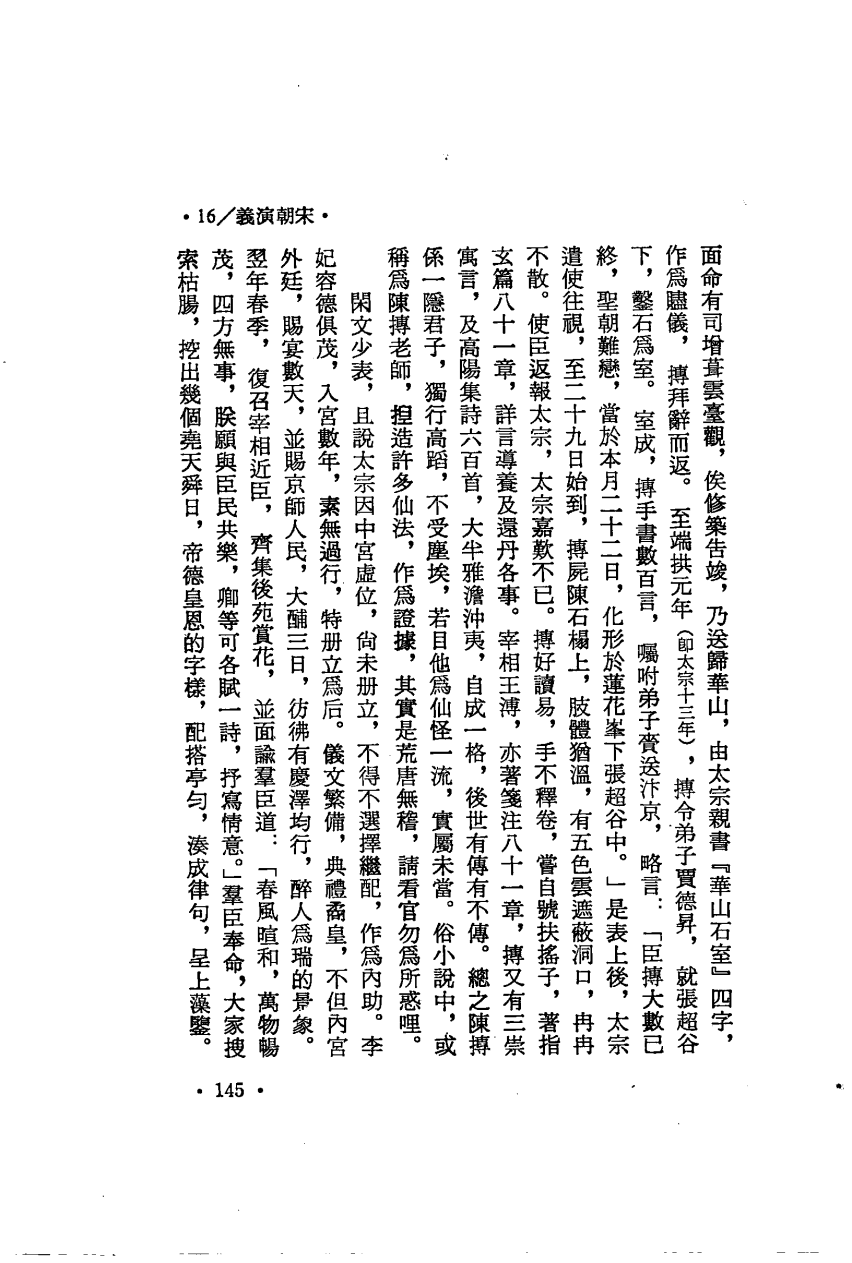 ·16/義演朝宋·
面命有司增葺雲臺觀，俟修築告竣，乃送歸華山，由太宗親書『華山石室』四字，
作爲贐儀，搏拜辭而返。至端拱元年（卽太宗十三年），搏令弟子賈德昇，就張超谷
下，鑿石爲室。室成，搏手書數百言，囑咐弟子賫送汴京，略言：「臣搏大數已
終，聖朝難戀，當於本月二十二日，化形於蓮花峯下張超谷中。」是表上後，太宗
遣使往視，至二十九日始到，搏屍陳石榻上，肢體猶溫，有五色雲遮蔽洞口，冉冉
不散。使臣返報太宗，太宗嘉歎不已。搏好讀易，手不釋卷，嘗自號扶搖子，著指
玄篇八十一章，詳言導養及還丹各事。宰相王溥，亦著箋注八十一章，搏又有三崇
寓言，及高陽集詩六百首，大半雅澹沖夷，自成一格，後世有傳有不傳。總之陳搏
係一隱君子，獨行高蹈，不受塵埃，若目他爲仙怪一流，實屬未當。俗小說中，或
稱爲陳搏老師，揑造許多仙法，作爲證據，其實是荒唐無稽，請看官勿爲所惑哩。
閑文少表，且說太宗因中宮虛位，尙未册立，不得不選擇繼配，作爲內助。李
妃容德俱茂，入宮數年，素無過行，特册立爲后。儀文繁備，典禮矞皇，不但內宮
外廷，賜宴數天，並賜京師人民，大酺三日，彷彿有慶澤均行，醉人爲瑞的景象。
翌年春季，復召宰相近臣，齊集後苑賞花，並面諭羣臣道：「春風暄和，萬物暢
茂，四方無事，朕願與臣民共樂，卿等可各賦一詩，抒寫情意。」羣臣奉命，大家搜
索枯腸，挖出幾個堯天舜日，帝德皇恩的字樣，配搭亭勻，湊成律句，呈上藻鑒。
·145·